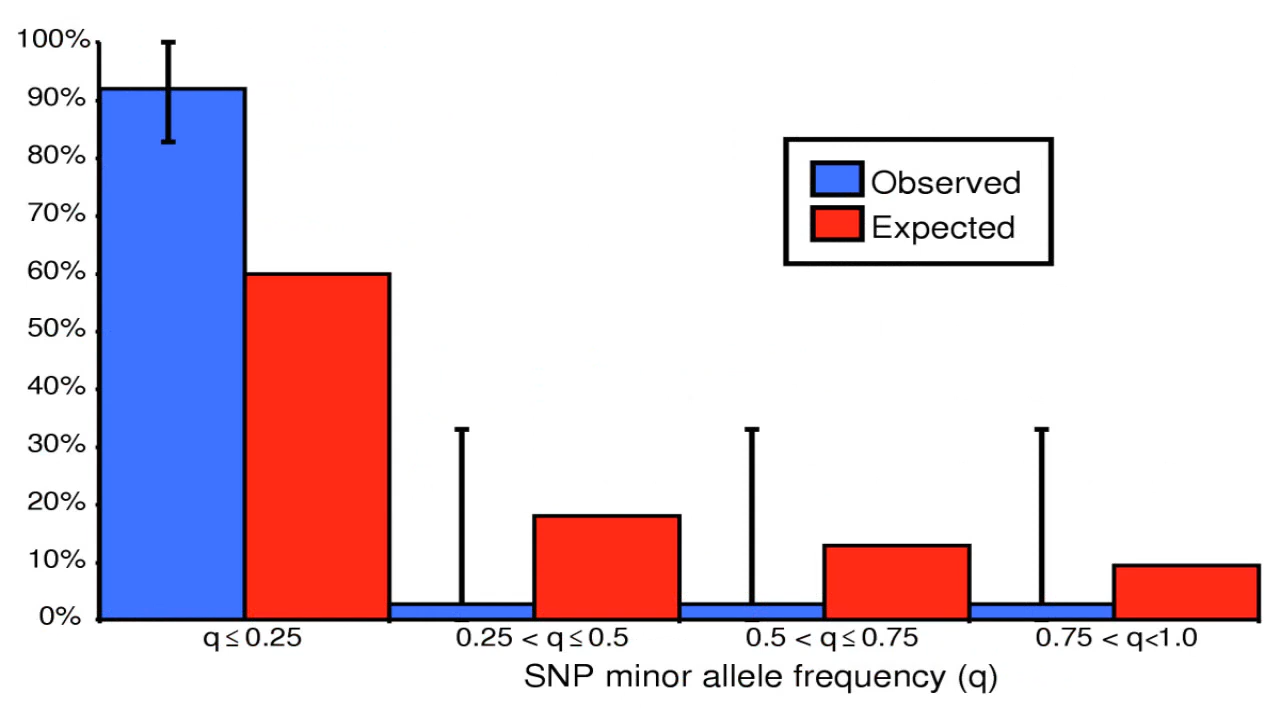 100%
90%
80%
70%
60%
50%
40%
30%
20%
10%
0%
Observed
Expected
q ≤ 0.25
0.25 < q ≤ 0.5
0.5 < q ≤ 0.75
0.75 < q<1.0
SNP minor allele frequency (q)